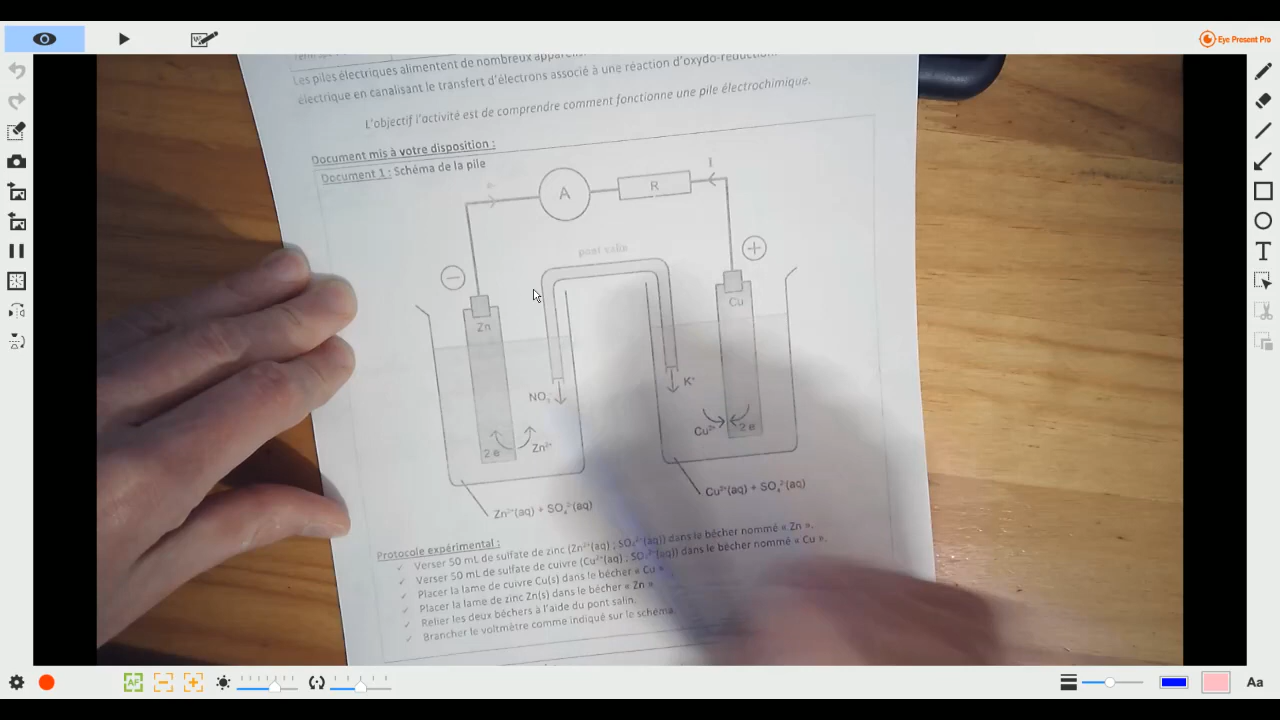 Eye Present Pro
Les piles électriques alimentent de nombreux
électrique en canalisant le transfert d'électrons associé à une réaction
L'objectif l'activité est de comprendre comment fonctionne une pile électrochimique.
Document mis à votre disposition :
Document 1 : Schéma de la pile
I
A
R
pont salin
−
+
Zn
Cu
NO₃⁻
K⁺
2 e⁻
Zn²⁺
Cu²⁺
2 e⁻
Zn²⁺(aq) + SO₄²⁻(aq)
Cu²⁺(aq) + SO₄²⁻(aq)
Protocole expérimental :
✓ Verser 50 mL de sulfate de zinc (Zn²⁺(aq) ; SO₄²⁻(aq)) dans le bécher nommé « Zn ».
✓ Verser 50 mL de sulfate de cuivre (Cu²⁺(aq) ; SO₄²⁻(aq)) dans le bécher nommé « Cu ».
✓ Placer la lame de cuivre Cu(s) dans le bécher « Cu ».
✓ Placer la lame de zinc Zn(s) dans le bécher « Zn ».
✓ Relier les deux béchers à l'aide du pont salin.
✓ Brancher le voltmètre comme indiqué sur le schéma.
AF
Aa